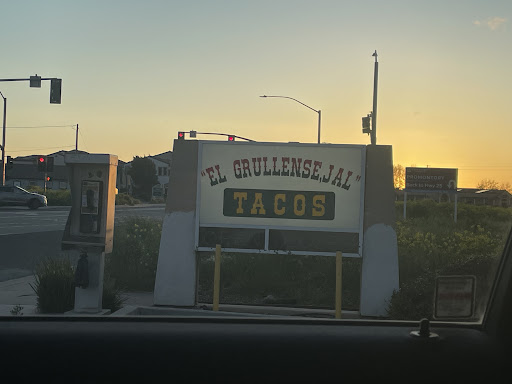 "EL GRULLENSE, JAL"
TACOS